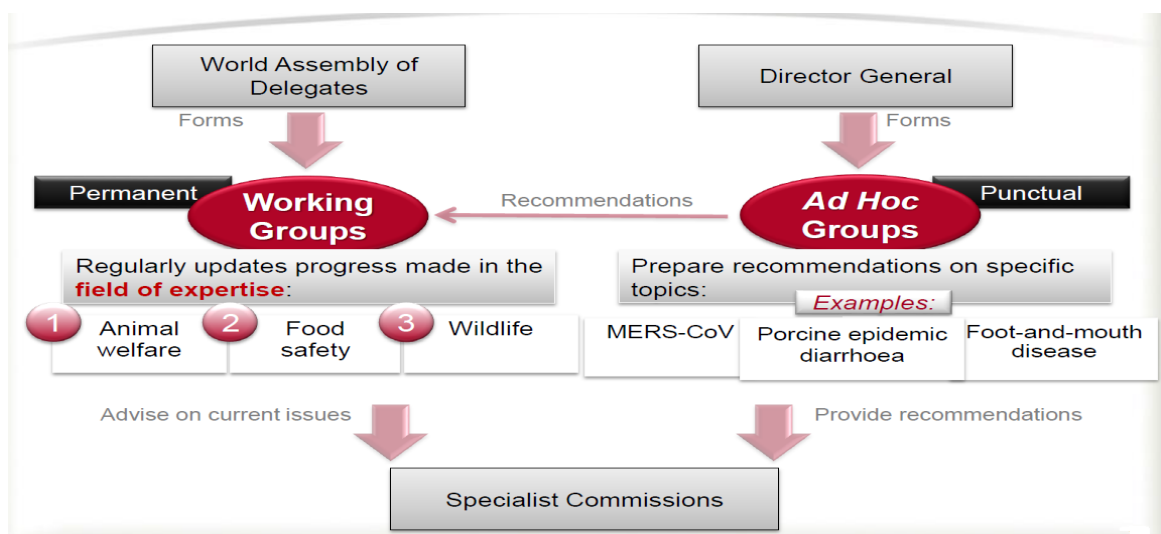 World Assembly of
Delegates
Director General
Forms
Forms
Permanent
Working
Groups
Recommendations
Ad Hoc
Groups
Punctual
Regularly updates progress made in the
field of expertise:
Prepare recommendations on specific
topics:
Examples:
1
Animal
welfare
2
Food
safety
3
Wildlife
MERS-CoV
Porcine epidemic
diarrhoea
Foot-and-mouth
disease
Advise on current issues
Provide recommendations
Specialist Commissions